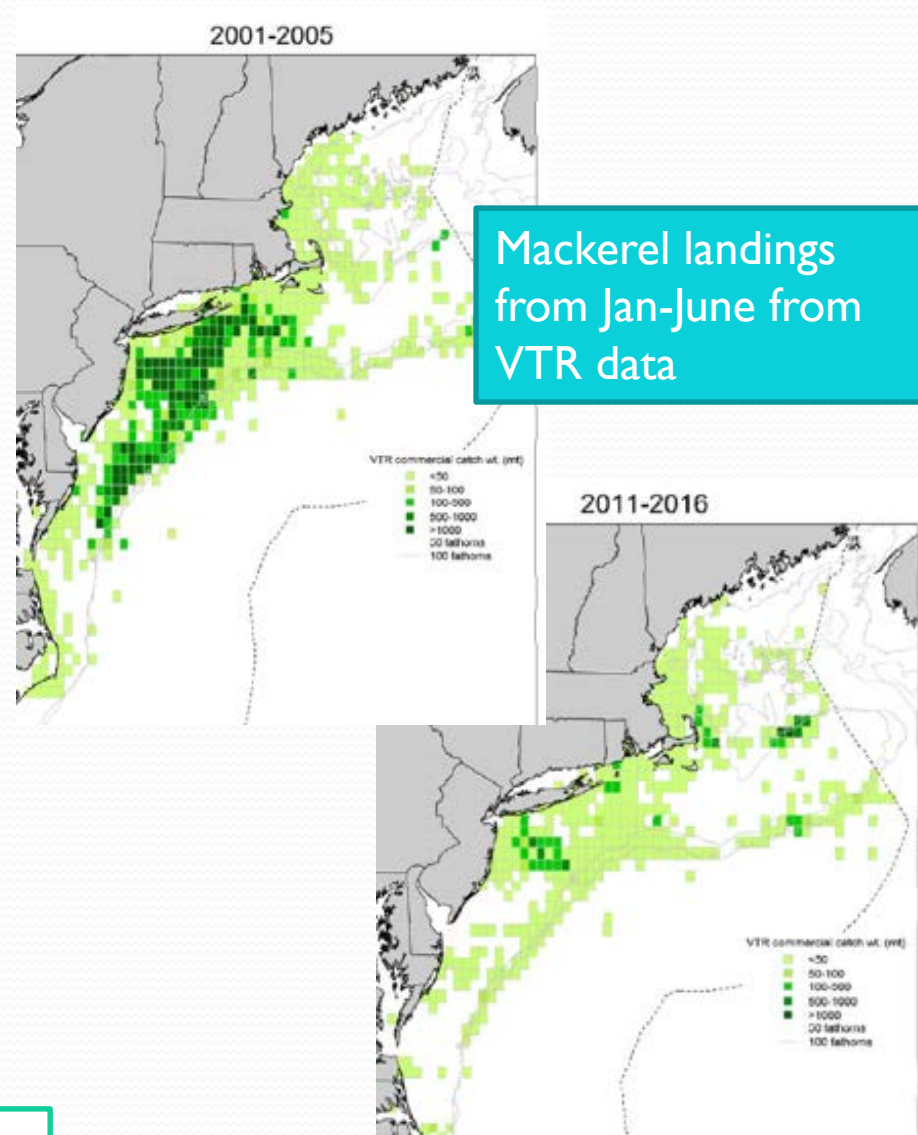 2001-2005
Mackerel landings
from Jan-June from
VTR data
VTR commercial catch wt. (mt)
<50
50-100
100-500
500-1000
>1000
30 fathoms
100 fathoms
2011-2016
VTR commercial catch wt. (mt)
<50
50-100
100-500
500-1000
>1000
30 fathoms
100 fathoms